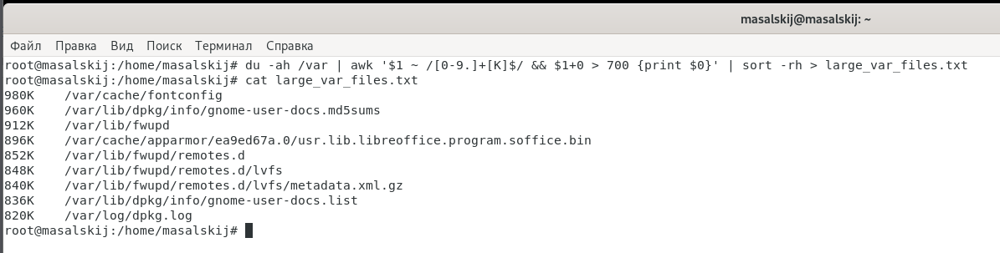 masalskij@masalskij: ~
Файл Правка Вид Поиск Терминал Справка
root@masalskij:/home/masalskij# du -ah /var | awk '$1 ~ /[0-9.]+[K]$/ && $1+0 > 700 {print $0}' | sort -rh > large_var_files.txt
root@masalskij:/home/masalskij# cat large_var_files.txt
980K    /var/cache/fontconfig
960K    /var/lib/dpkg/info/gnome-user-docs.md5sums
912K    /var/lib/fwupd
896K    /var/cache/apparmor/ea9ed67a.0/usr.lib.libreoffice.program.soffice.bin
852K    /var/lib/fwupd/remotes.d
848K    /var/lib/fwupd/remotes.d/lvfs
840K    /var/lib/fwupd/remotes.d/lvfs/metadata.xml.gz
836K    /var/lib/dpkg/info/gnome-user-docs.list
820K    /var/log/dpkg.log
root@masalskij:/home/masalskij#